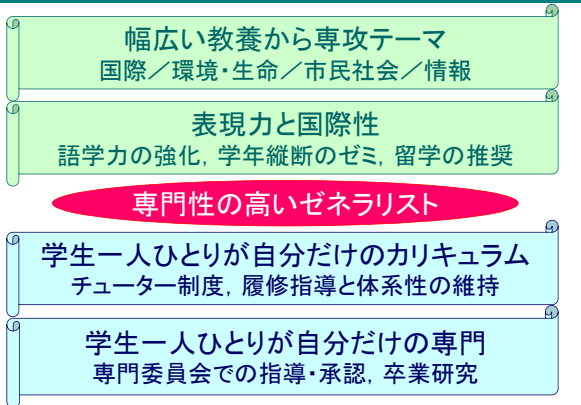 幅広い教養から専攻テーマ
国際／環境・生命／市民社会／情報
表現力と国際性
語学力の強化, 学年縦断のゼミ, 留学の推奨
専門性の高いゼネラリスト
学生一人ひとりが自分だけのカリキュラム
チューター制度, 履修指導と体系性の維持
学生一人ひとりが自分だけの専門
専門委員会での指導・承認, 卒業研究